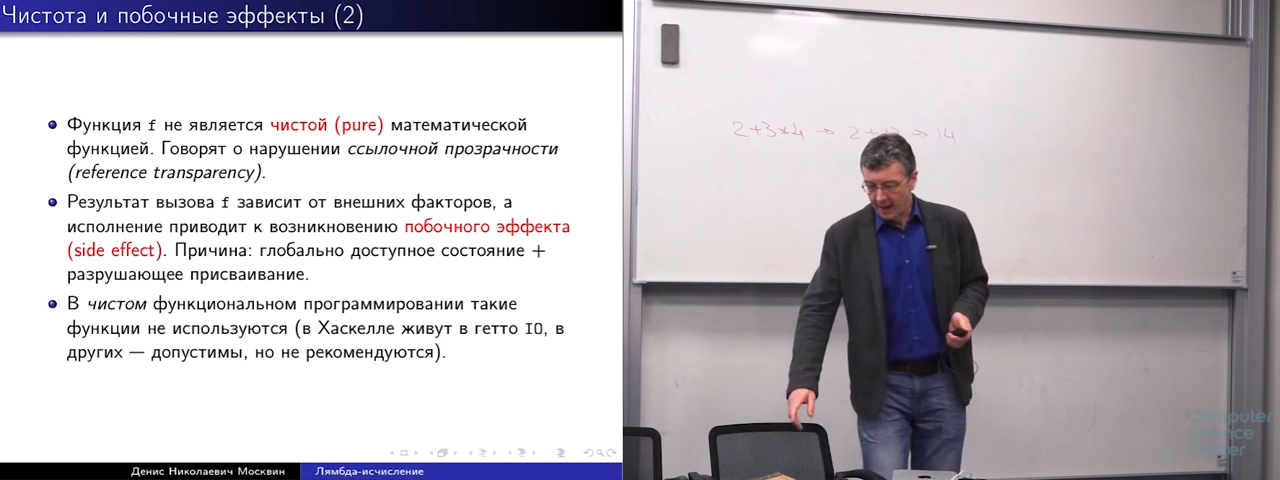 Чистота и побочные эффекты (2)
Функция f не является чистой (pure) математической
функцией. Говорят о нарушении ссылочной прозрачности
(reference transparency).
Результат вызова f зависит от внешних факторов, а
исполнение приводит к возникновению побочного эффекта
(side effect). Причина: глобально доступное состояние +
разрушающее присваивание.
В чистом функциональном программировании такие
функции не используются (в Хаскелле живут в гетто IO, в
других — допустимы, но не рекомендуются).
Денис Николаевич Москвин
Лямбда-исчисление
2+3*4 → 2+ → 14
Computer
Science
Center